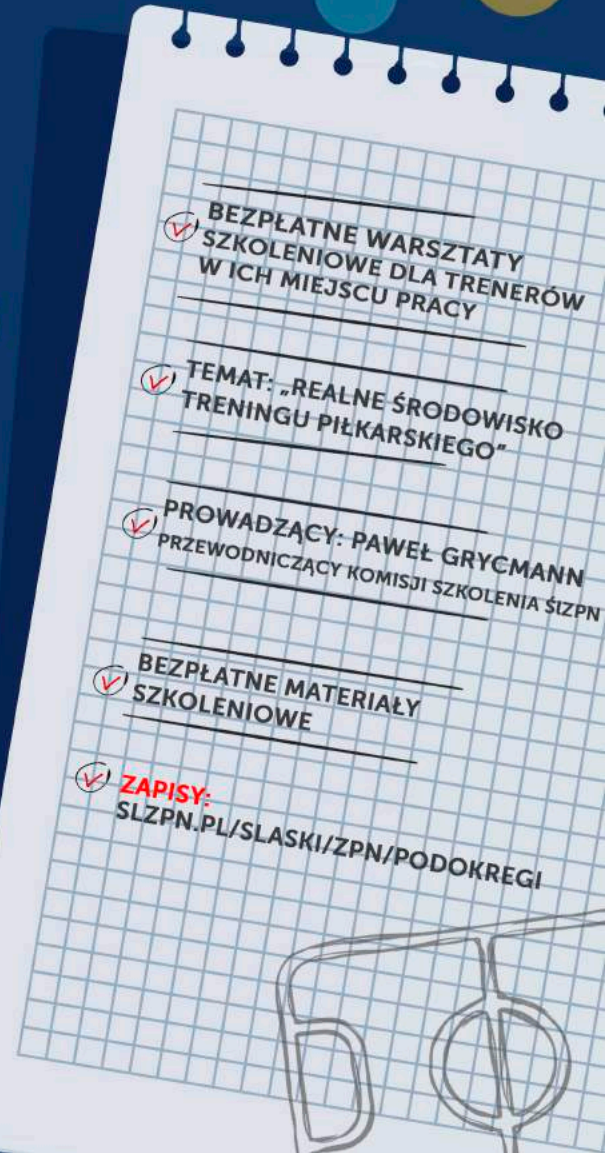 BEZPŁATNE WARSZTATY
SZKOLENIOWE DLA TRENERÓW
W ICH MIEJSCU PRACY
TEMAT: „REALNE ŚRODOWISKO
TRENINGU PIŁKARSKIEGO”
PROWADZĄCY: PAWEŁ GRYCMANN
PRZEWODNICZĄCY KOMISJI SZKOLENIA ŚlZPN
BEZPŁATNE MATERIAŁY
SZKOLENIOWE
ZAPISY:
SLZPN.PL/SLASKI/ZPN/PODOKREGI